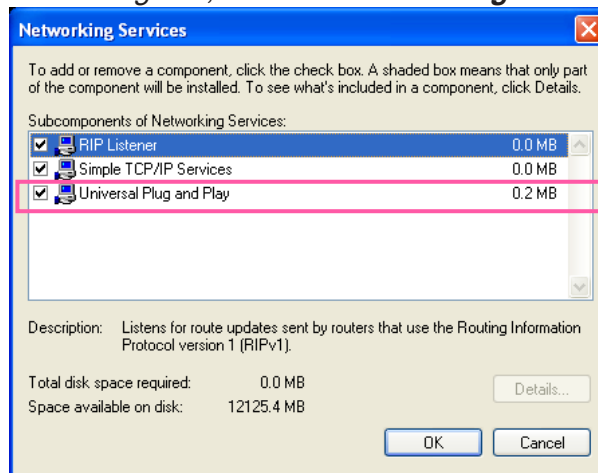 Networking Services
To add or remove a component, click the check box. A shaded box means that only part
of the component will be installed. To see what's included in a component, click Details.
Subcomponents of Networking Services:
RIP Listener 0.0 MB
Simple TCP/IP Services 0.0 MB
Universal Plug and Play 0.2 MB
Description: Listens for route updates sent by routers that use the Routing Information
Protocol version 1 (RIPv1).
Total disk space required: 0.0 MB
Details...
Space available on disk: 12125.4 MB
OK Cancel